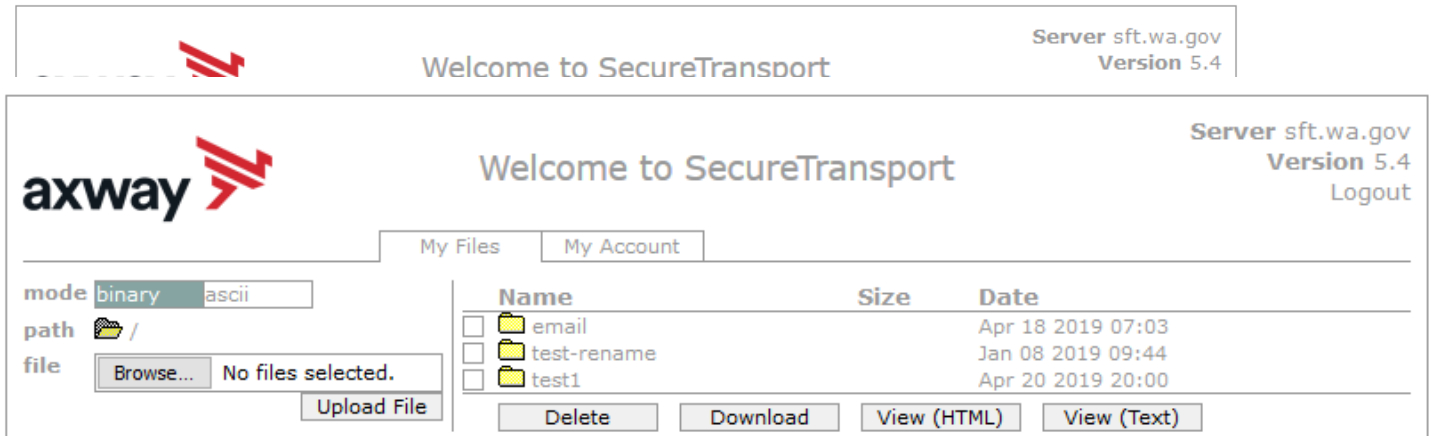 Server sft.wa.gov
Welcome to SecureTransport
Version 5.4
Server sft.wa.gov
axway
Welcome to SecureTransport
Version 5.4
Logout
My Files My Account
mode binary ascii
path /
file Browse... No files selected.
Upload File
Name Size Date
email Apr 18 2019 07:03
test-rename Jan 08 2019 09:44
test1 Apr 20 2019 20:00
Delete Download View (HTML) View (Text)